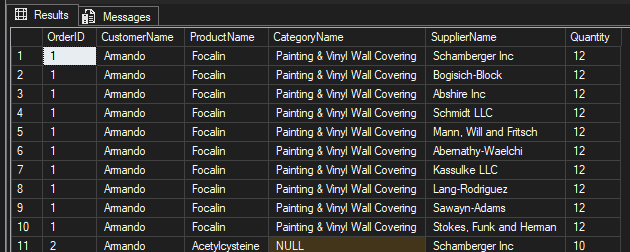 Results Messages
OrderID CustomerName ProductName CategoryName SupplierName Quantity
1 1 Armando Focalin Painting & Vinyl Wall Covering Schamberger Inc 12
2 1 Armando Focalin Painting & Vinyl Wall Covering Bogisich-Block 12
3 1 Armando Focalin Painting & Vinyl Wall Covering Abshire Inc 12
4 1 Armando Focalin Painting & Vinyl Wall Covering Schmidt LLC 12
5 1 Armando Focalin Painting & Vinyl Wall Covering Mann, Will and Fritsch 12
6 1 Armando Focalin Painting & Vinyl Wall Covering Abernathy-Waelchi 12
7 1 Armando Focalin Painting & Vinyl Wall Covering Kassulke LLC 12
8 1 Armando Focalin Painting & Vinyl Wall Covering Lang-Rodriguez 12
9 1 Armando Focalin Painting & Vinyl Wall Covering Sawayn-Adams 12
10 1 Armando Focalin Painting & Vinyl Wall Covering Stokes, Funk and Herman 12
11 2 Armando Acetylcysteine NULL Schamberger Inc 10